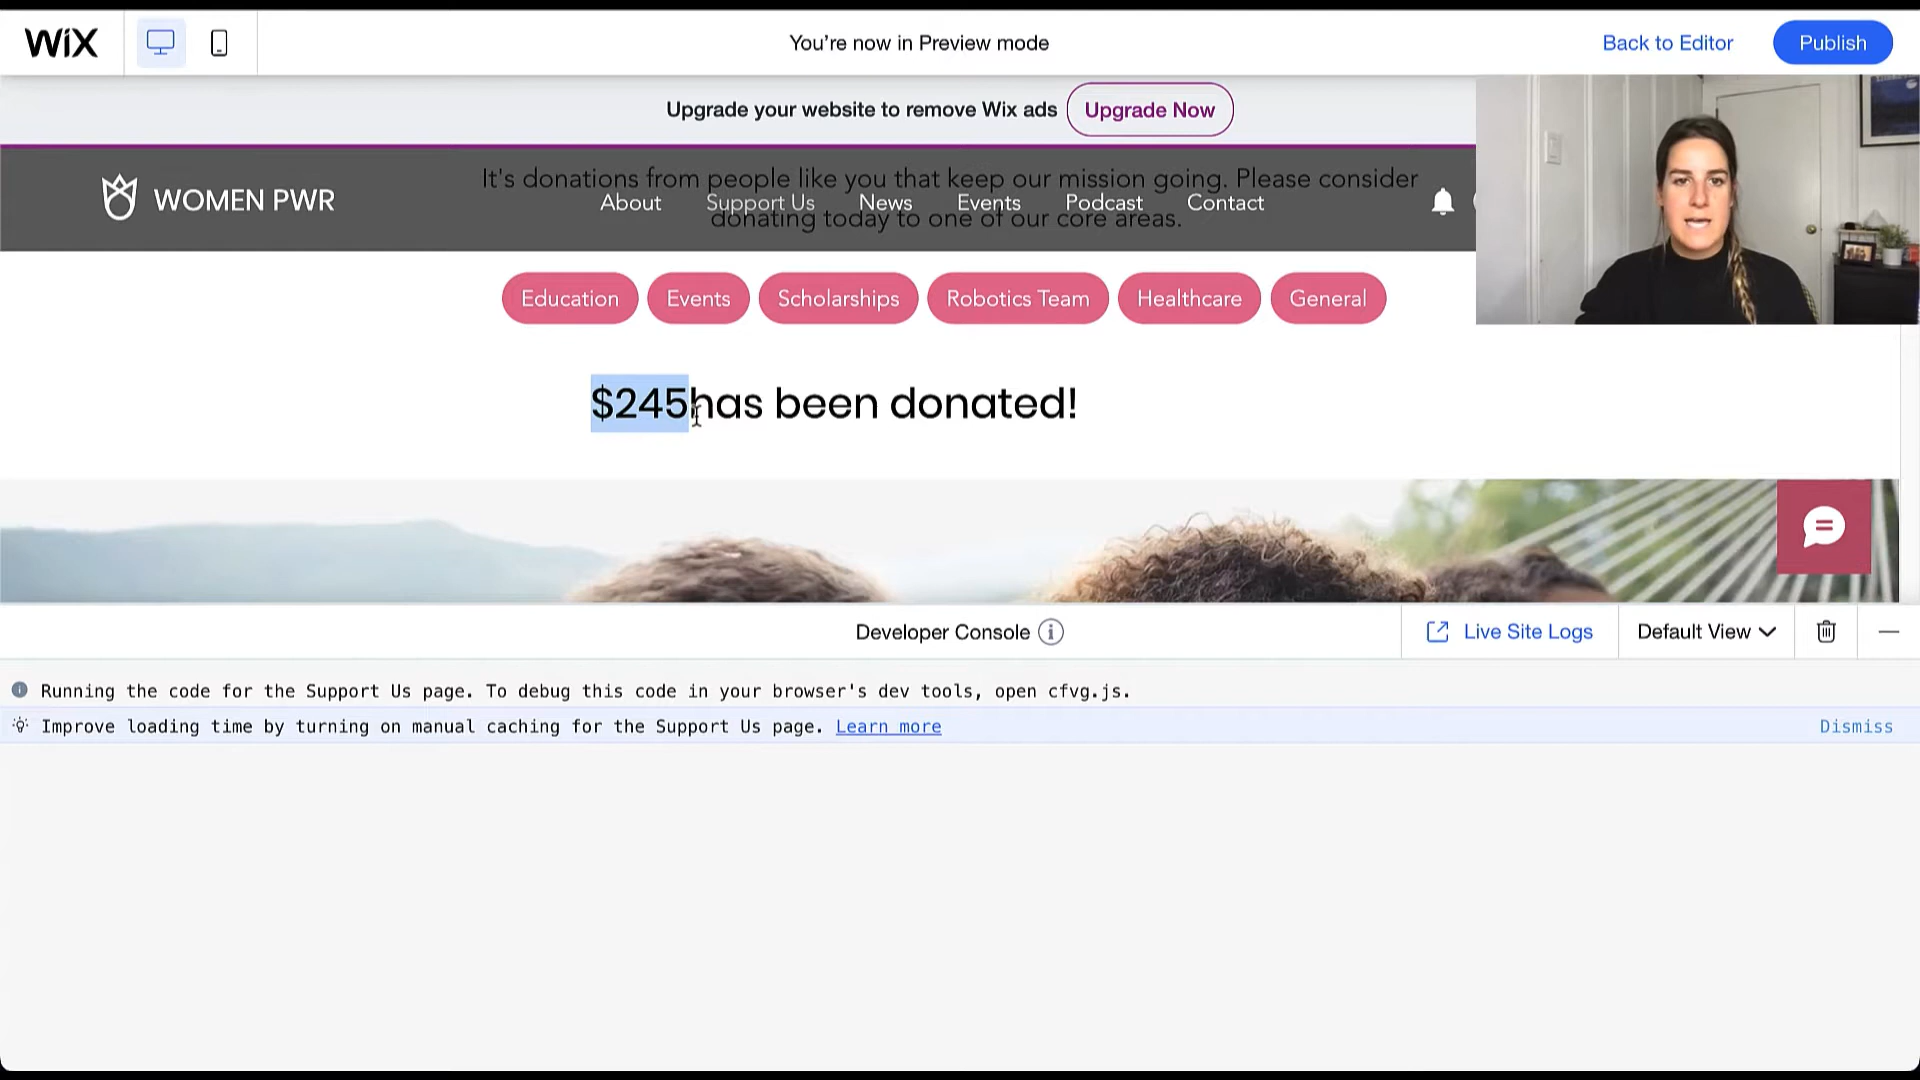 WiX
You're now in Preview mode
Back to Editor
Publish
Upgrade your website to remove Wix ads
Upgrade Now
WOMEN PWR
It's donations from people like you that keep our mission going. Please consider
donating today to one of our core areas.
About
Support Us
News
Events
Podcast
Contact
Education
Events
Scholarships
Robotics Team
Healthcare
General
$245has been donated!
Developer Console
Live Site Logs
Default View
Running the code for the Support Us page. To debug this code in your browser's dev tools, open cfvg.js.
Improve loading time by turning on manual caching for the Support Us page. Learn more
Dismiss